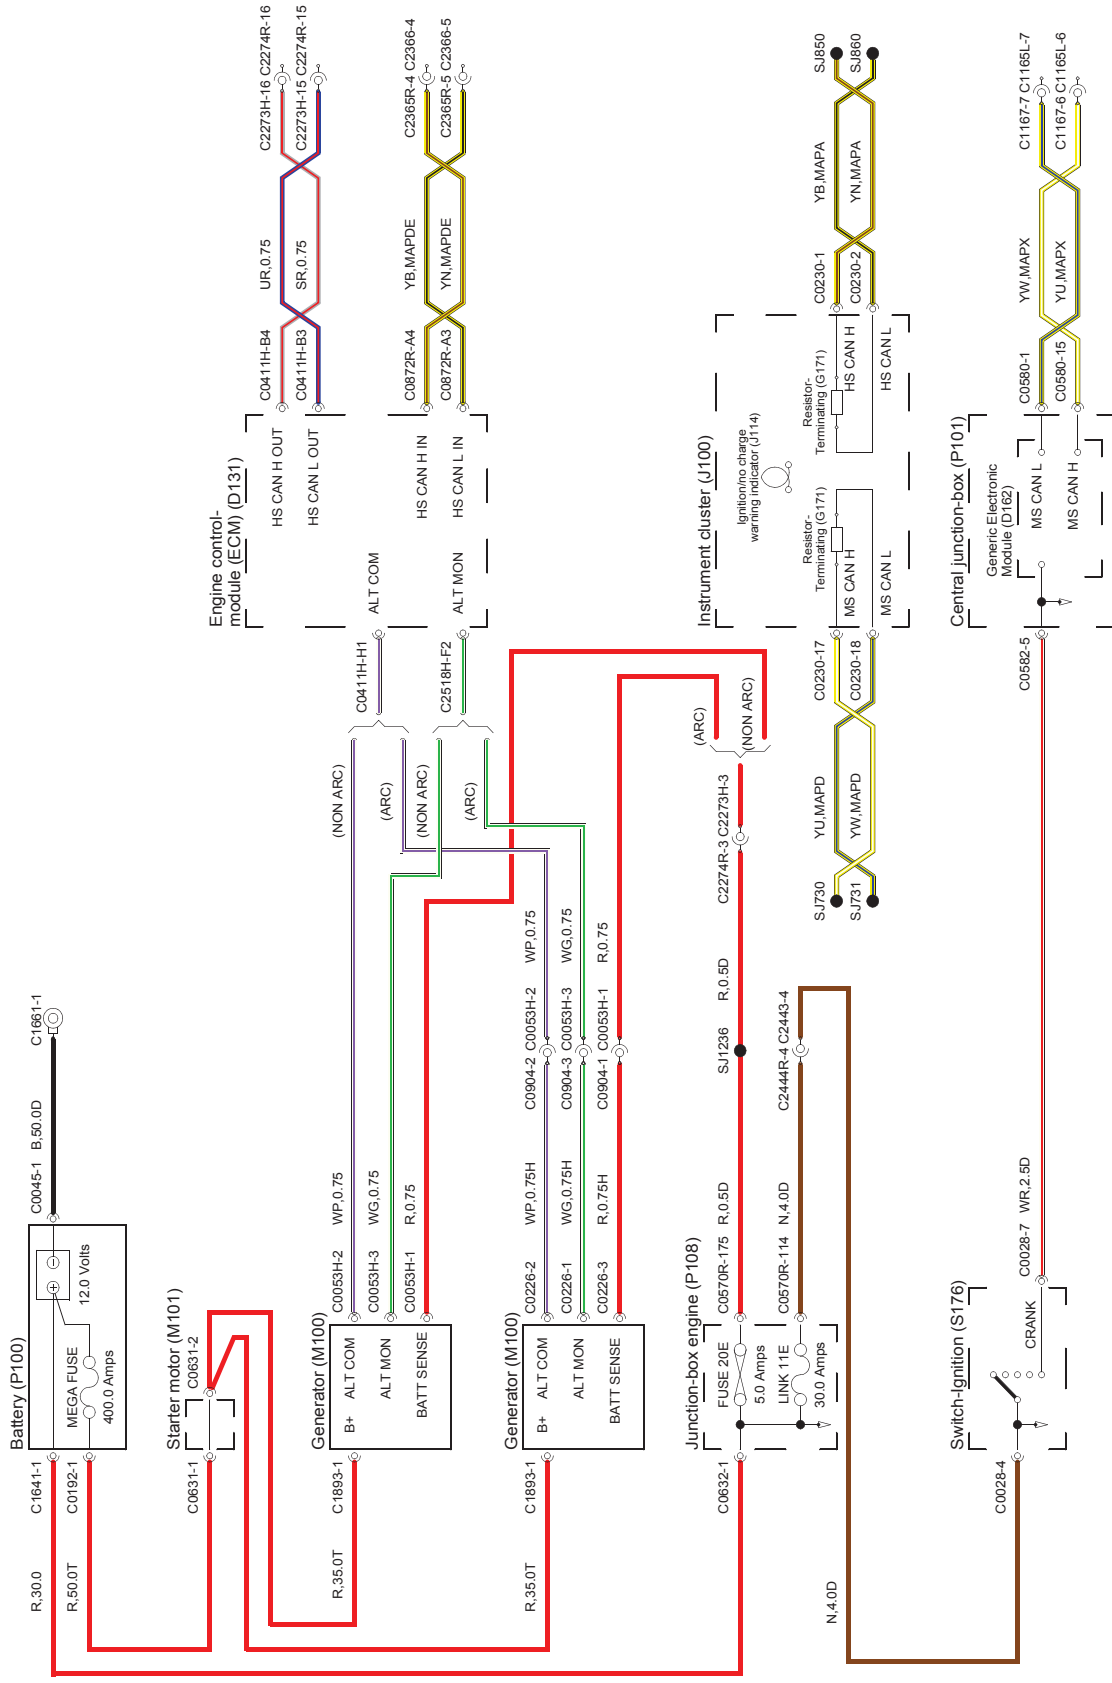 Battery (P100)
MEGA FUSE
400.0 Amps
12.0 Volts
C1641-1
C0192-1
R,30.0
R,50.0T
C0045-1
B,50.0D
C1661-1
Starter motor (M101)
C0631-1
C0631-2
Generator (M100)
B+
ALT COM
ALT MON
BATT SENSE
C1893-1
R,35.0T
C0053H-2
C0053H-3
C0053H-1
WP,0.75
WG,0.75
R,0.75
Generator (M100)
B+
ALT COM
ALT MON
BATT SENSE
C1893-1
R,35.0T
C0226-2
C0226-1
C0226-3
WP,0.75H
WG,0.75H
R,0.75H
C0904-2
C0053H-2
C0904-3
C0053H-3
C0904-1
C0053H-1
WP,0.75
WG,0.75
R,0.75
(NON ARC)
(ARC)
(NON ARC)
(ARC)
C0411H-H1
C2518H-F2
Engine control-
module (ECM) (D131)
ALT COM
ALT MON
HS CAN H OUT
HS CAN L OUT
HS CAN H IN
HS CAN L IN
C0411H-B4
C0411H-B3
UR,0.75
SR,0.75
C2273H-16
C2274R-16
C2273H-15
C2274R-15
C0872R-A4
C0872R-A3
YB,MAPDE
YN,MAPDE
C2365R-4
C2366-4
C2365R-5
C2366-5
Junction-box engine (P108)
FUSE 20E
5.0 Amps
LINK 11E
30.0 Amps
C0632-1
C0570R-175
C0570R-114
R,0.5D
N,4.0D
SJ1236
R,0.5D
C2274R-3
C2273H-3
(ARC)
(NON ARC)
C2444R-4
C2443-4
N,4.0D
Instrument cluster (J100)
Ignition/no charge
warning indicator (J114)
Resistor-
Terminating (G171)
MS CAN H
MS CAN L
Resistor-
Terminating (G171)
HS CAN H
HS CAN L
C0230-17
C0230-18
YU,MAPD
YW,MAPD
SJ730
SJ731
C0230-1
C0230-2
YB,MAPA
YN,MAPA
SJ850
SJ860
Switch-Ignition (S176)
CRANK
C0028-4
C0028-7
WR,2.5D
C0582-5
Central junction-box (P101)
Generic Electronic
Module (D162)
MS CAN L
MS CAN H
C0580-1
C0580-15
YW,MAPX
YU,MAPX
C1167-7
C1165L-7
C1167-6
C1165L-6